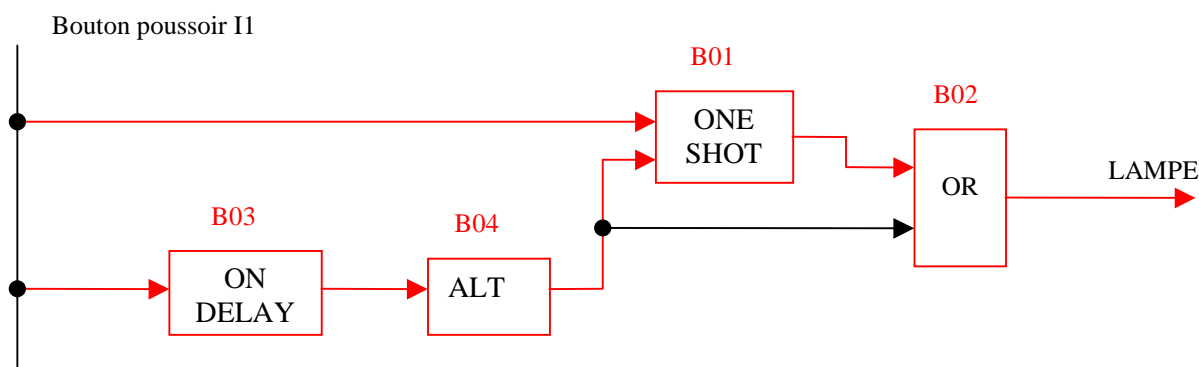 Bouton poussoir I1
B01
ONE
SHOT
B02
OR
LAMPE
B03
ON
DELAY
B04
ALT